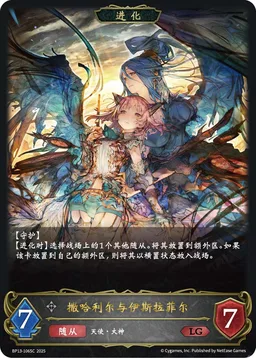 进化
【守护】
【进化时】选择战场上的1个其他随从。将其放置到额外区。如果
该卡放置到自己的额外区，则将其以横置状态放入战场。
撒哈利尔与伊斯拉菲尔
7
随从
天使·大神
LG
7
BP13-106SC 2025
© Cygames, Inc. Published by NetEase Games